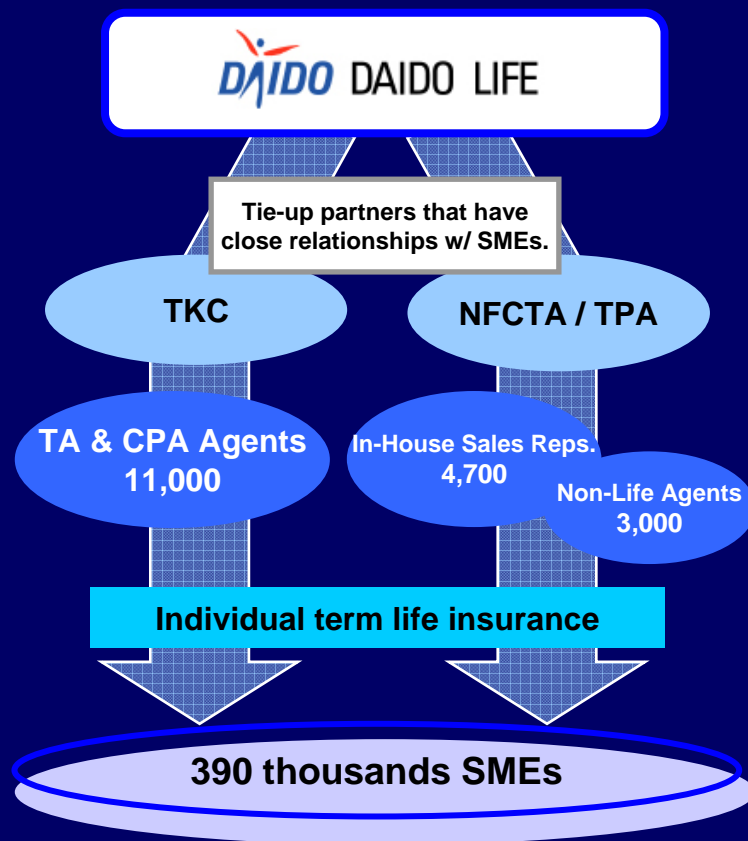 DAIDO DAIDO LIFE
Tie-up partners that have
close relationships w/ SMEs.
TKC
NFCTA / TPA
TA & CPA Agents
11,000
In-House Sales Reps.
4,700
Non-Life Agents
3,000
Individual term life insurance
390 thousands SMEs